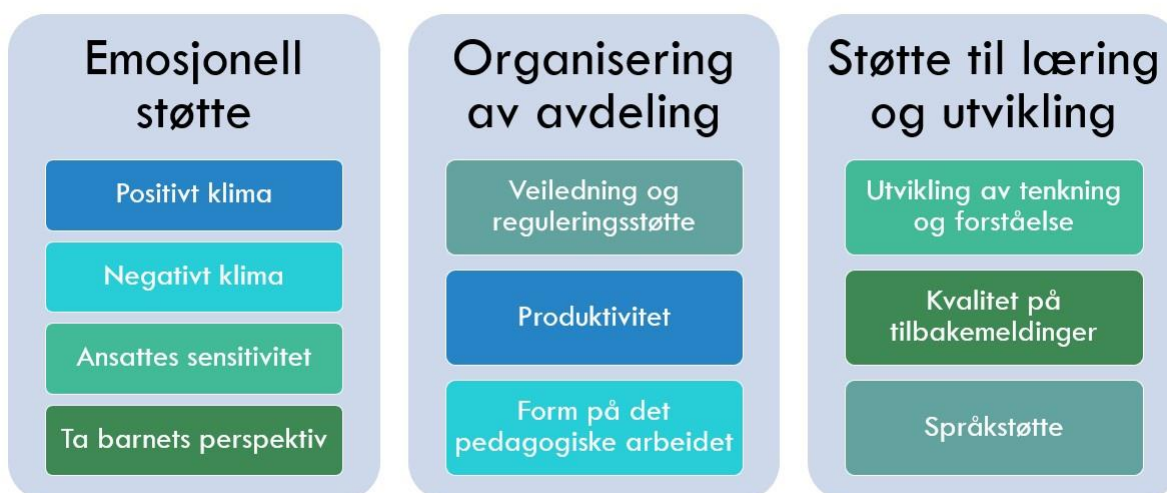 Emosjonell
støtte
Positivt klima
Negativt klima
Ansattes sensitivitet
Ta barnets perspektiv
Organisering
av avdeling
Veiledning og
reguleringsstøtte
Produktivitet
Form på det
pedagogiske arbeidet
Støtte til læring
og utvikling
Utvikling av tenkning
og forståelse
Kvalitet på
tilbakemeldinger
Språkstøtte